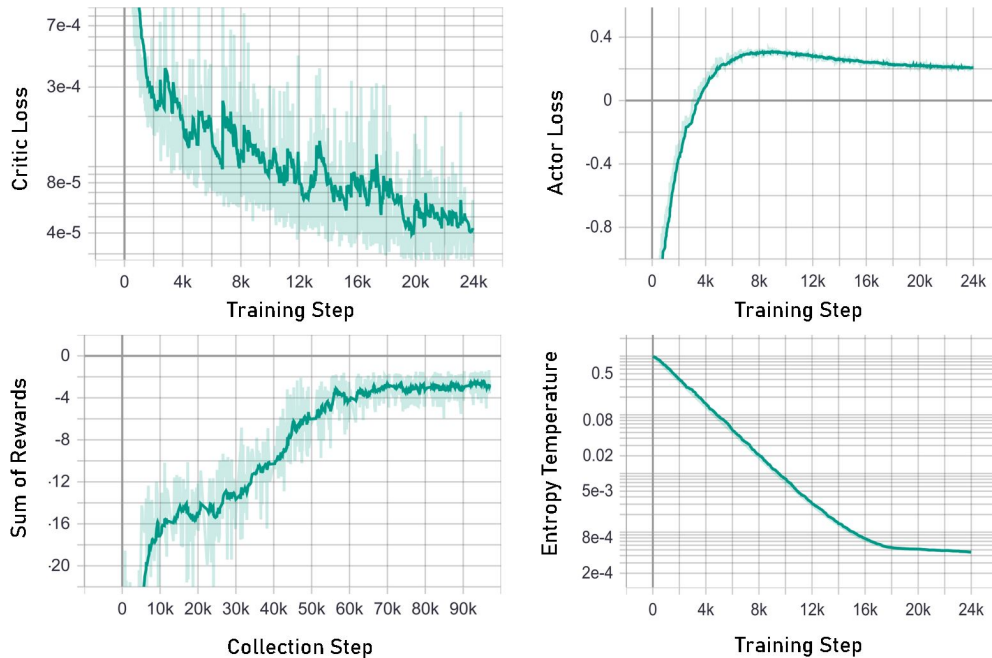 7e-4
3e-4
8e-5
4e-5
Critic Loss
0 4k 8k 12k 16k 20k 24k
Training Step
0.4
0
-0.4
-0.8
Actor Loss
0 4k 8k 12k 16k 20k 24k
Training Step
0
-4
-8
-12
-16
-20
Sum of Rewards
0 10k 20k 30k 40k 50k 60k 70k 80k 90k
Collection Step
0.5
0.08
0.02
5e-3
8e-4
2e-4
Entropy Temperature
0 4k 8k 12k 16k 20k 24k
Training Step